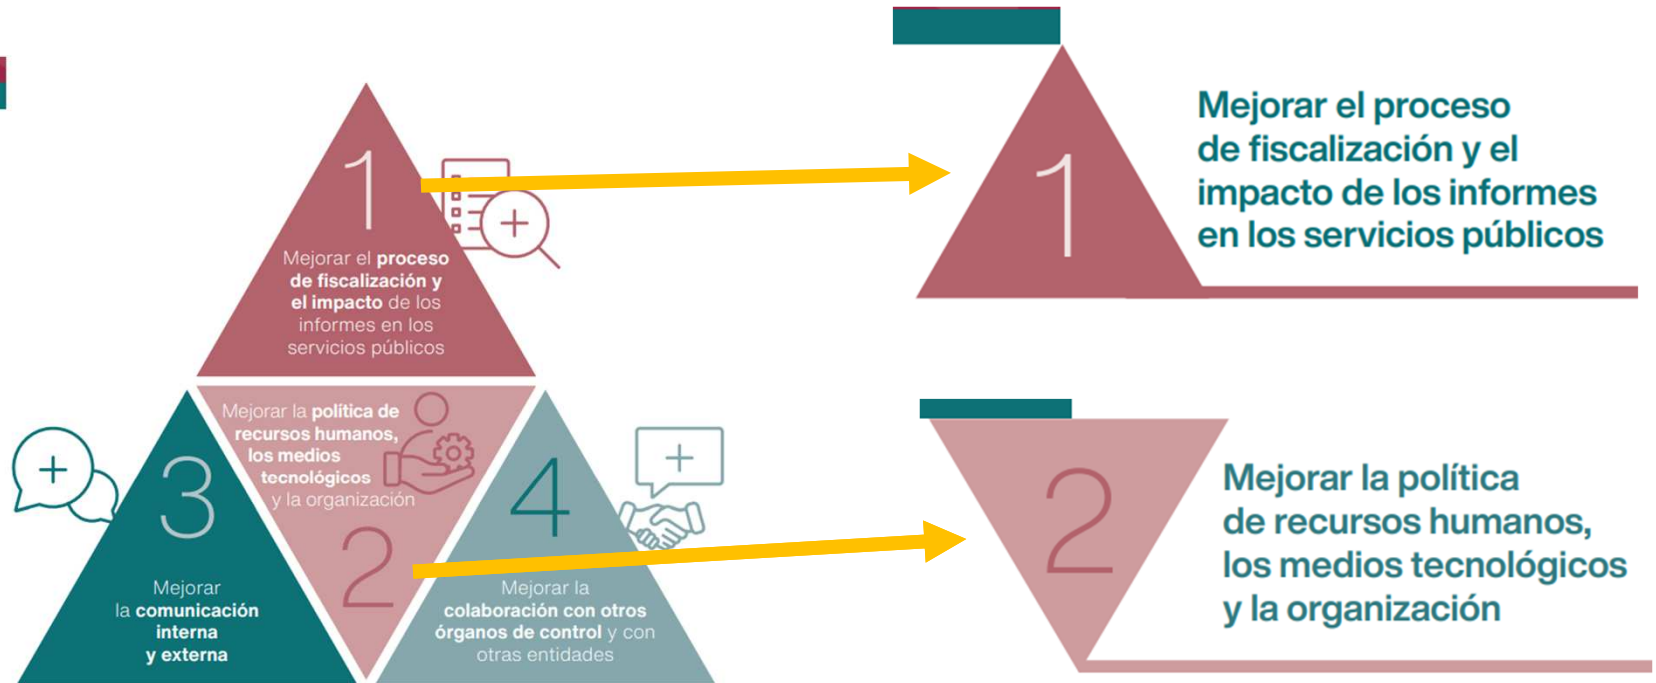 1
Mejorar el proceso
de fiscalización y
el impacto de los
informes en los
servicios públicos
Mejorar la política de
recursos humanos,
los medios
tecnológicos
y la organización
2
3
Mejorar
la comunicación
interna
y externa
4
Mejorar la
colaboración con otros
órganos de control y con
otras entidades
1
Mejorar el proceso
de fiscalización y el
impacto de los informes
en los servicios públicos
2
Mejorar la política
de recursos humanos,
los medios tecnológicos
y la organización